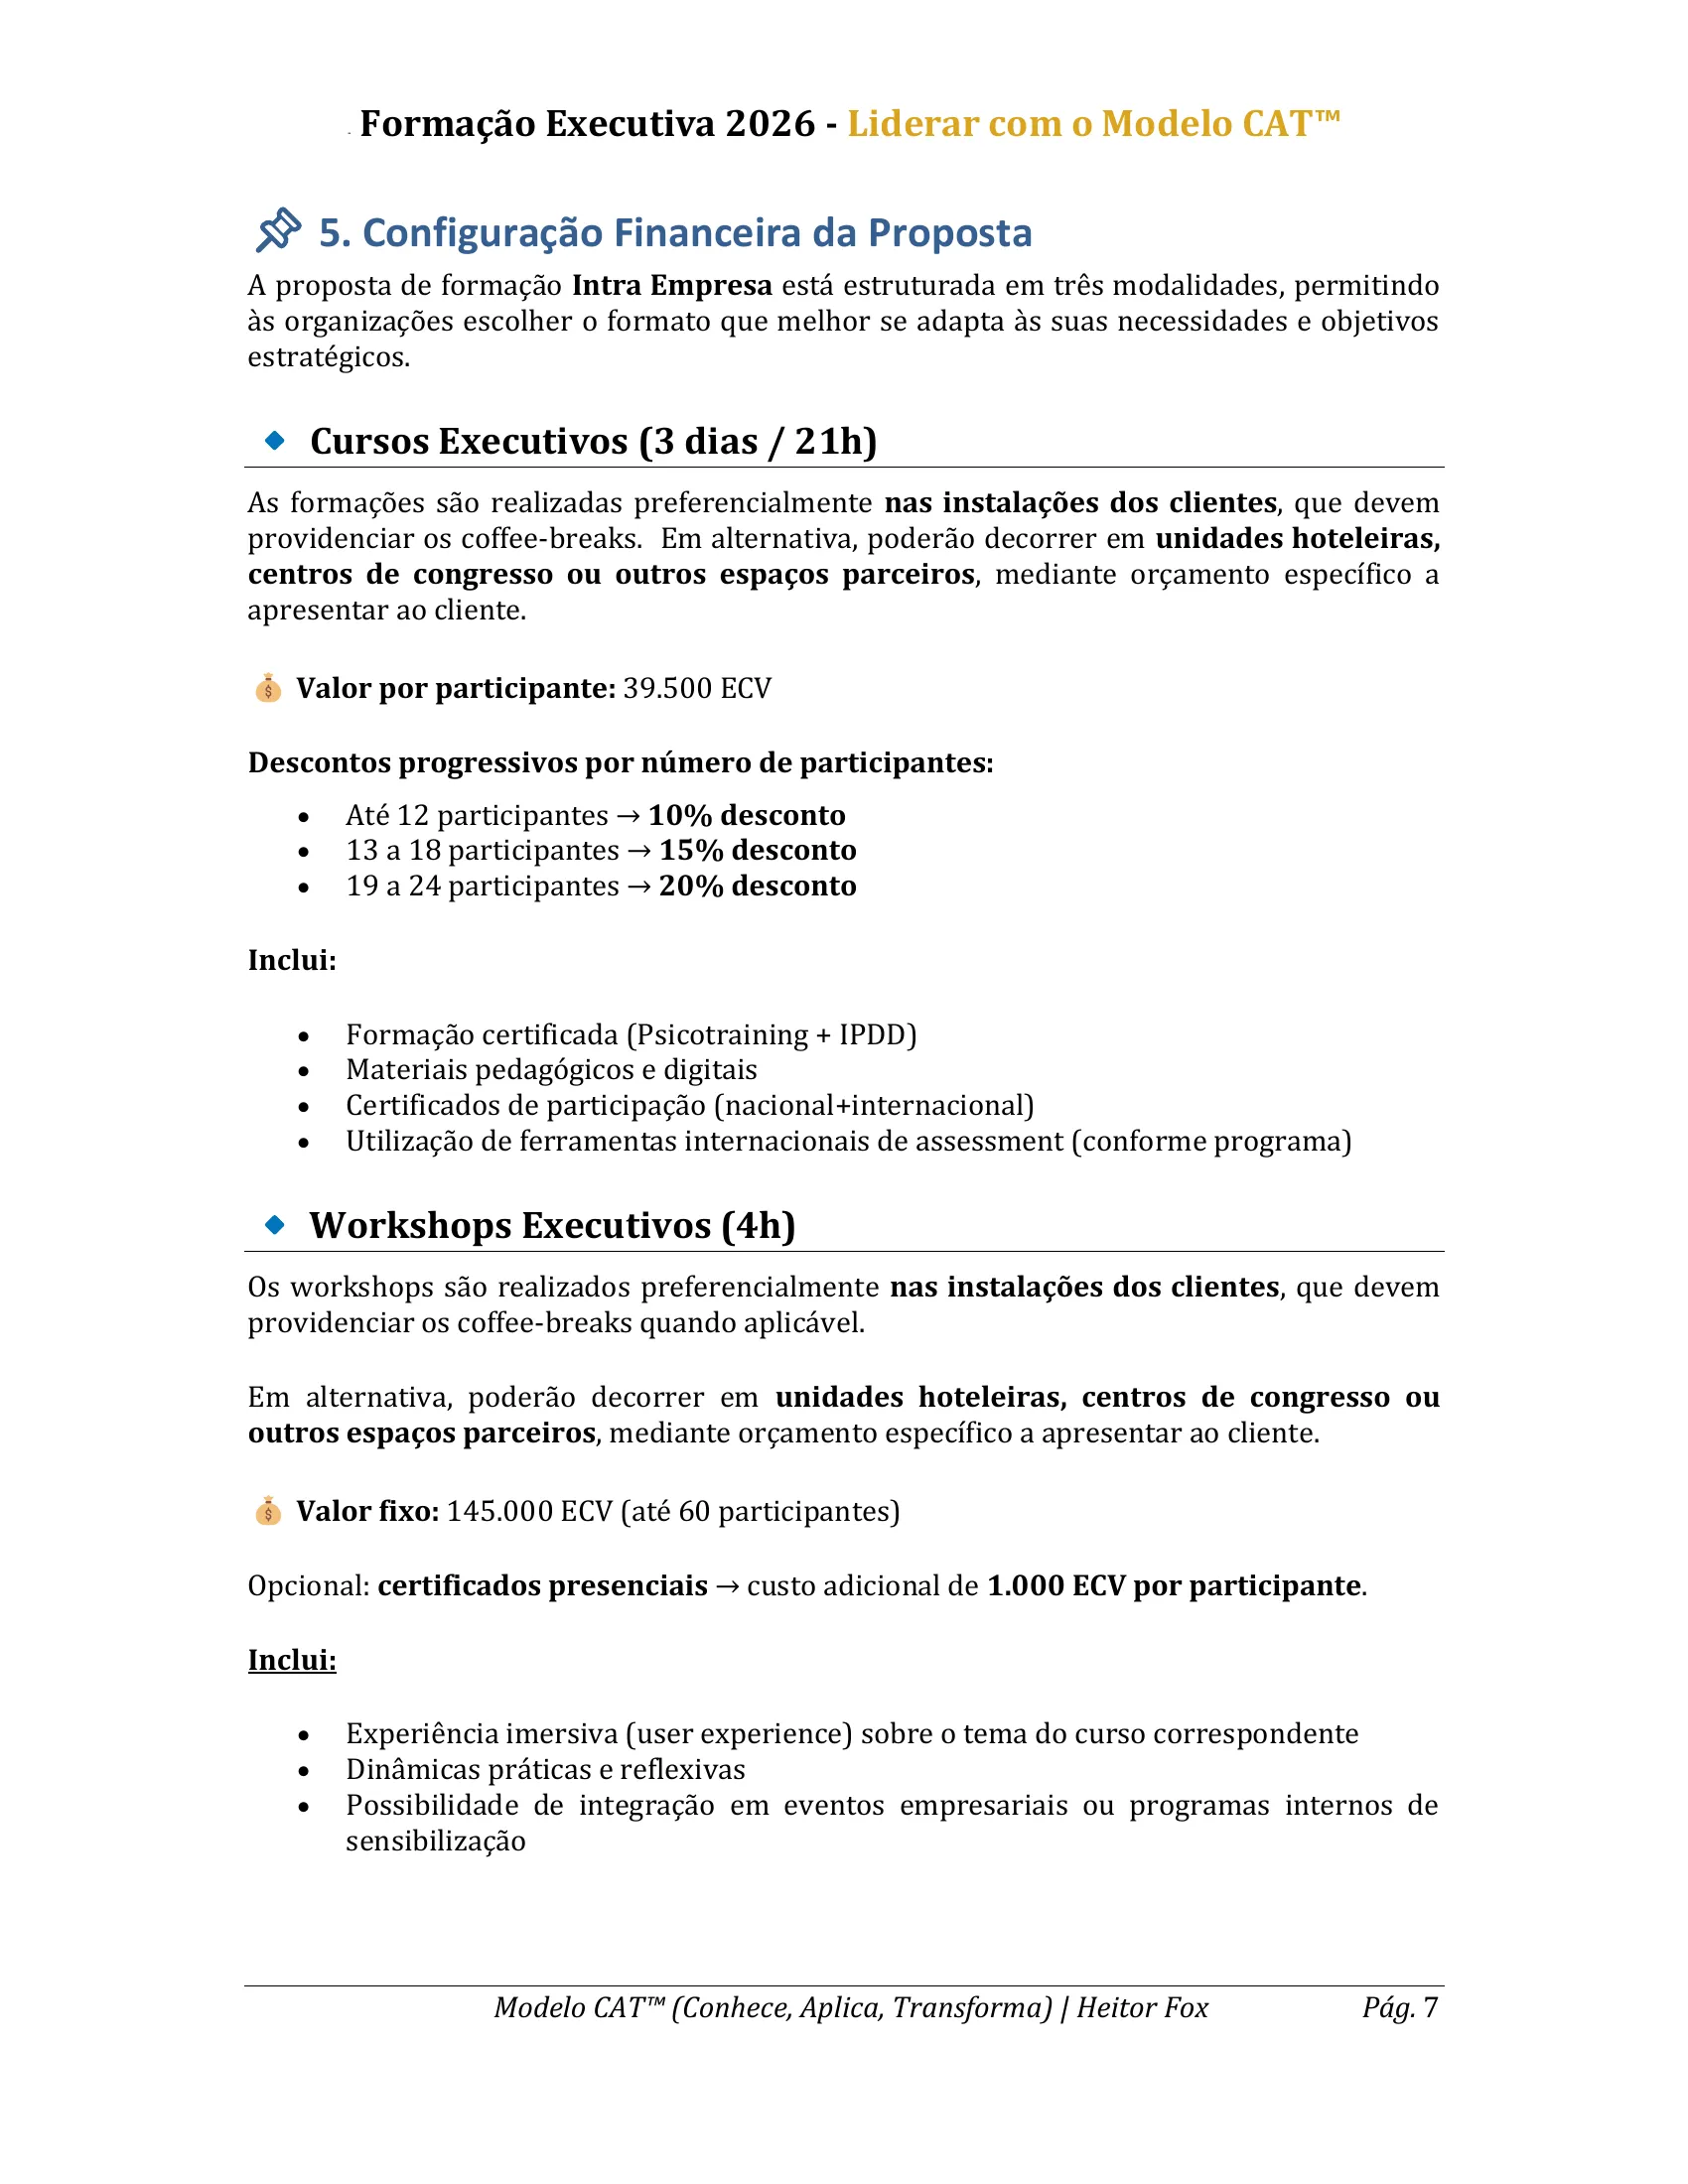 Formação Executiva 2026 - Liderar com o Modelo CAT™
5. Configuração Financeira da Proposta
A proposta de formação Intra Empresa está estruturada em três modalidades, permitindo
às organizações escolher o formato que melhor se adapta às suas necessidades e objetivos
estratégicos.
Cursos Executivos (3 dias / 21h)
As formações são realizadas preferencialmente nas instalações dos clientes, que devem
providenciar os coffee-breaks.  Em alternativa, poderão decorrer em unidades hoteleiras,
centros de congresso ou outros espaços parceiros, mediante orçamento específico a
apresentar ao cliente.
Valor por participante: 39.500 ECV
Descontos progressivos por número de participantes:
• Até 12 participantes → 10% desconto
• 13 a 18 participantes → 15% desconto
• 19 a 24 participantes → 20% desconto
Inclui:
• Formação certificada (Psicotraining + IPDD)
• Materiais pedagógicos e digitais
• Certificados de participação (nacional+internacional)
• Utilização de ferramentas internacionais de assessment (conforme programa)
Workshops Executivos (4h)
Os workshops são realizados preferencialmente nas instalações dos clientes, que devem
providenciar os coffee-breaks quando aplicável.
Em alternativa, poderão decorrer em unidades hoteleiras, centros de congresso ou
outros espaços parceiros, mediante orçamento específico a apresentar ao cliente.
Valor fixo: 145.000 ECV (até 60 participantes)
Opcional: certificados presenciais → custo adicional de 1.000 ECV por participante.
Inclui:
• Experiência imersiva (user experience) sobre o tema do curso correspondente
• Dinâmicas práticas e reflexivas
• Possibilidade de integração em eventos empresariais ou programas internos de
sensibilização
Modelo CAT™ (Conhece, Aplica, Transforma) | Heitor Fox Pág. 7